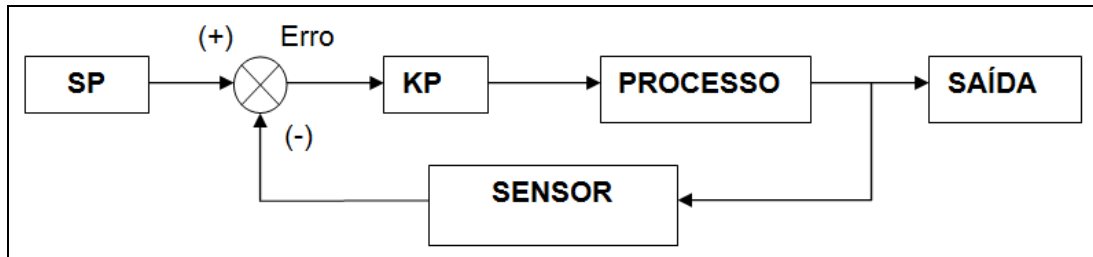 (+) Erro
SP KP PROCESSO SAÍDA
(-)
SENSOR